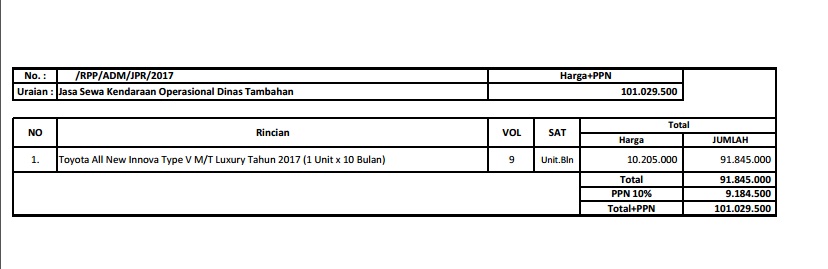 No. : /RPP/ADM/JPR/2017 Harga+PPN
Uraian : Jasa Sewa Kendaraan Operasional Dinas Tambahan 101.029.500
NO Rincian VOL SAT Total
Harga JUMLAH
1. Toyota All New Innova Type V M/T Luxury Tahun 2017 (1 Unit x 10 Bulan) 9 Unit.Bln 10.205.000 91.845.000
Total 91.845.000
PPN 10% 9.184.500
Total+PPN 101.029.500